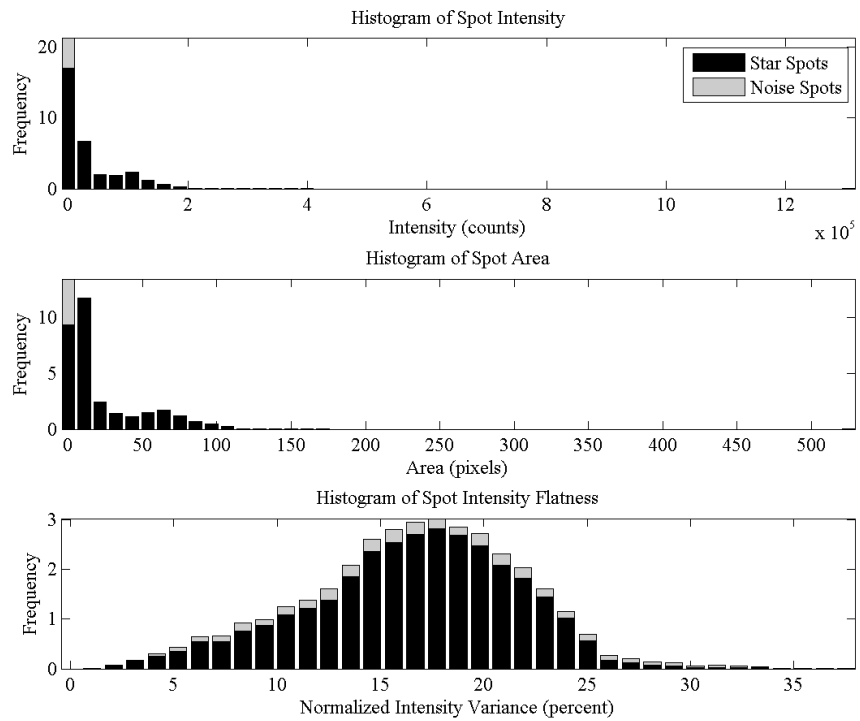 Histogram of Spot Intensity
20
10
0
Frequency
Star Spots
Noise Spots
0 2 4 6 8 10 12
Intensity (counts)
x 10^5
Histogram of Spot Area
10
5
0
Frequency
0 50 100 150 200 250 300 350 400 450 500
Area (pixels)
Histogram of Spot Intensity Flatness
3
2
1
0
Frequency
0 5 10 15 20 25 30 35
Normalized Intensity Variance (percent)